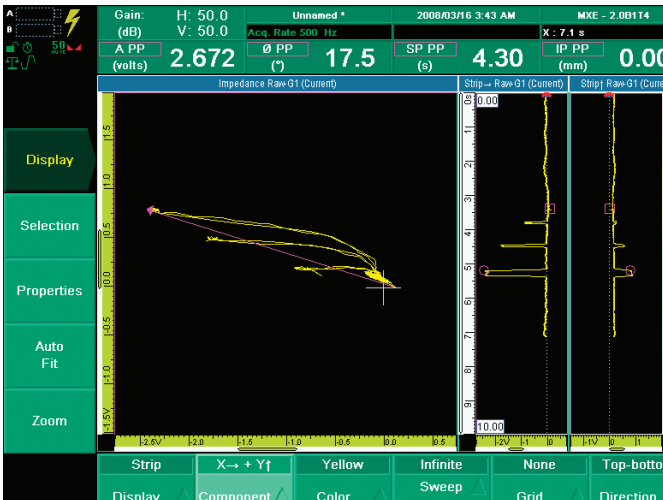 A
B
50
Gain: H: 50.0 Unnamed * 2008/03/16 3:43 AM MXE - 2.0B1T4
(dB) V: 50.0 Acq. Rate 500 Hz X : 7.1 s
A PP Ø PP SP PP IP PP
(volts) 2.672 (°) 17.5 (s) 4.30 (mm) 0.00
Impedance Raw-G1 (Current) Strip→ Raw-G1 (Current) Strip↑ Raw-G1 (Curre
Display
Selection
Properties
Auto
Fit
Zoom
1.5
1.0
0.5
0.0
-0.5
-1.0
-1.5V
-2.5V -1.5 -1.0 -0.5 0.0 0.5
0s 0.00
1
2
3
4
5
6
7
8
9
10.00
-2V -1 0 -1V 0 1
Strip X→ + Y↑ Yellow Infinite None Top-botto
Display Component Color Sweep Grid Direction